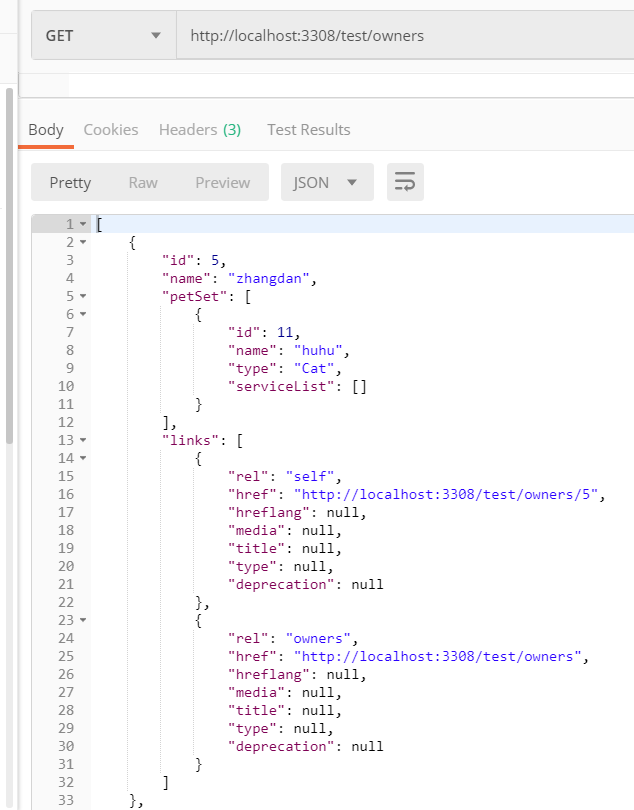 GET http://localhost:3308/test/owners
Body Cookies Headers (3) Test Results
Pretty Raw Preview JSON
1 [
2 {
3 "id": 5,
4 "name": "zhangdan",
5 "petSet": [
6 {
7 "id": 11,
8 "name": "huhu",
9 "type": "Cat",
10 "serviceList": []
11 }
12 ],
13 "links": [
14 {
15 "rel": "self",
16 "href": "http://localhost:3308/test/owners/5",
17 "hreflang": null,
18 "media": null,
19 "title": null,
20 "type": null,
21 "deprecation": null
22 },
23 {
24 "rel": "owners",
25 "href": "http://localhost:3308/test/owners",
26 "hreflang": null,
27 "media": null,
28 "title": null,
29 "type": null,
30 "deprecation": null
31 }
32 ]
33 },